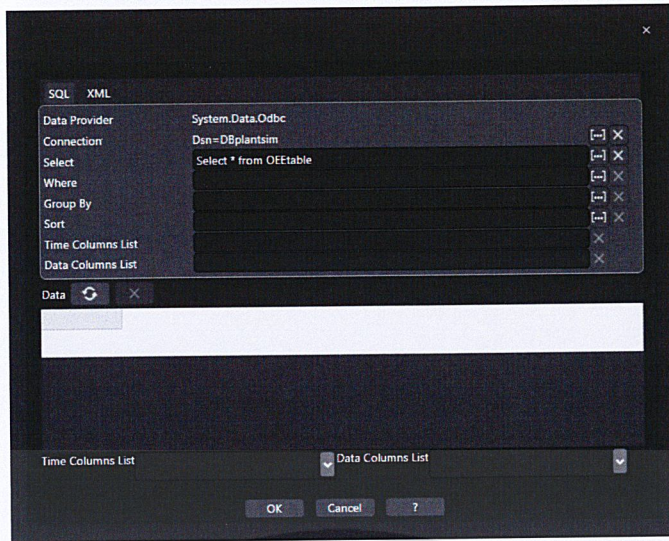 ×
SQL XML
Data Provider System.Data.Odbc
Connection Dsn=DBplantsim [...] ×
Select Select * from OEEtable [...] ×
Where [...] ×
Group By [...] ×
Sort [...] ×
Time Columns List ×
Data Columns List ×
Data ×
Time Columns List Data Columns List
OK Cancel ?